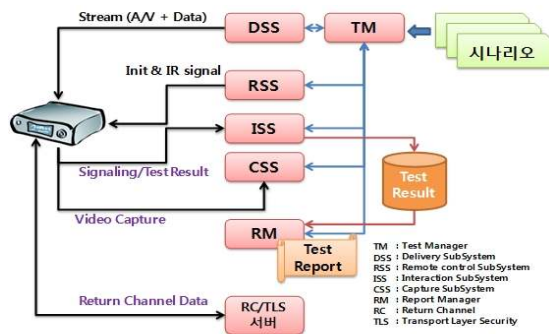 Stream (A/V + Data)
DSS
TM
시나리오
Init & IR signal
RSS
ISS
Signaling/Test Result
CSS
Test
Result
Video Capture
RM
Test
Report
Return Channel Data
RC/TLS
서버
TM : Test Manager
DSS : Delivery SubSystem
RSS : Remote control SubSystem
ISS : Interaction SubSystem
CSS : Capture SubSystem
RM : Report Manager
RC : Return Channel
TLS : Transport Layer Security